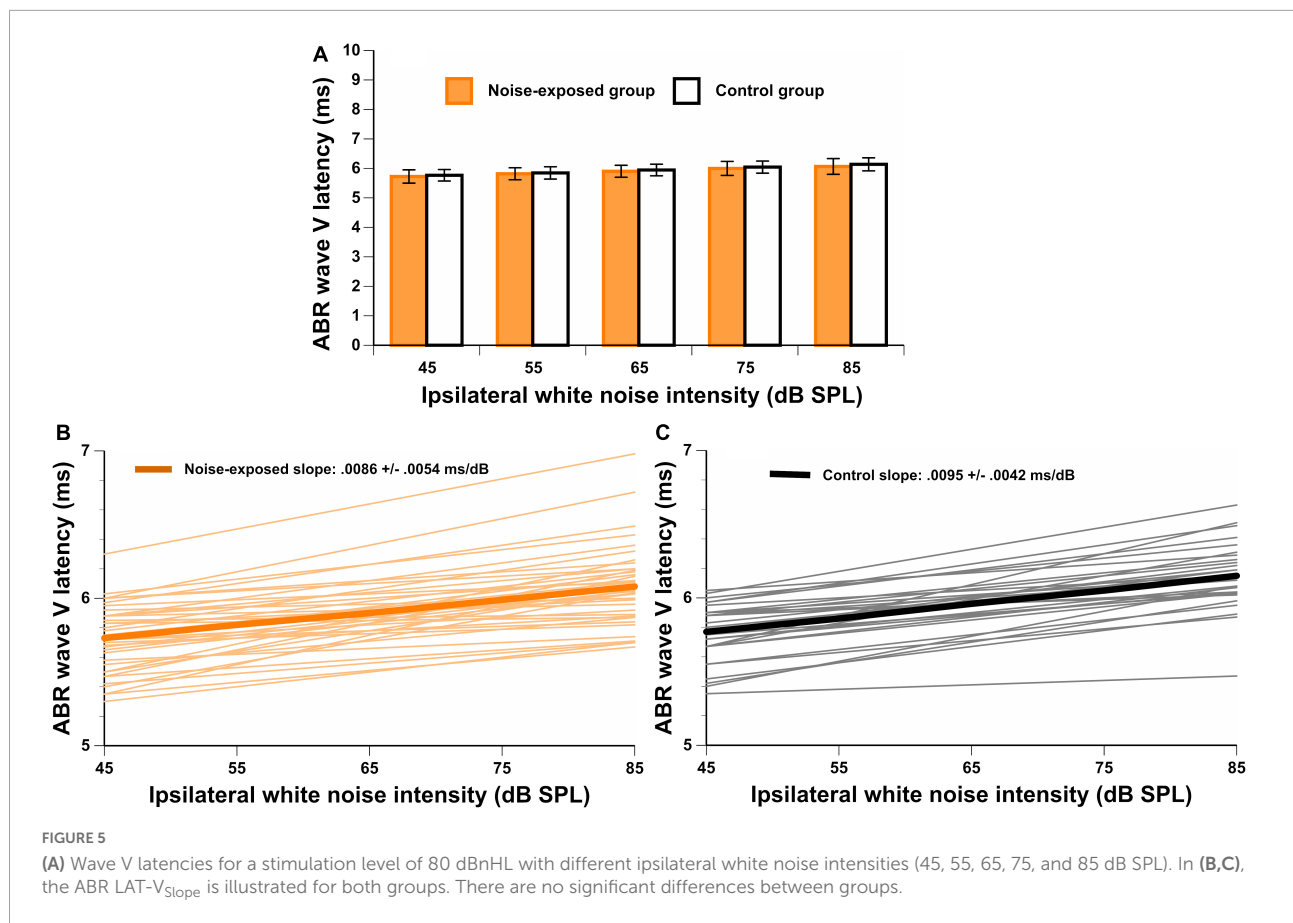 A
10
9
8
7
6
5
4
3
2
1
0
ABR wave V latency (ms)
Noise-exposed group
Control group
45 55 65 75 85
Ipsilateral white noise intensity (dB SPL)
B
7
6
5
ABR wave V latency (ms)
Noise-exposed slope: .0086 +/- .0054 ms/dB
45 55 65 75 85
Ipsilateral white noise intensity (dB SPL)
C
7
6
5
ABR wave V latency (ms)
Control slope: .0095 +/- .0042 ms/dB
45 55 65 75 85
Ipsilateral white noise intensity (dB SPL)
FIGURE 5
(A) Wave V latencies for a stimulation level of 80 dBnHL with different ipsilateral white noise intensities (45, 55, 65, 75, and 85 dB SPL). In (B,C),
the ABR LAT-VSlope is illustrated for both groups. There are no significant differences between groups.